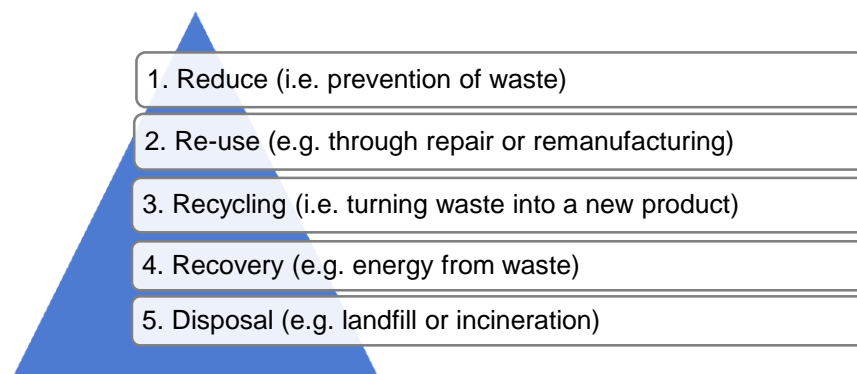 1. Reduce (i.e. prevention of waste)
2. Re-use (e.g. through repair or remanufacturing)
3. Recycling (i.e. turning waste into a new product)
4. Recovery (e.g. energy from waste)
5. Disposal (e.g. landfill or incineration)